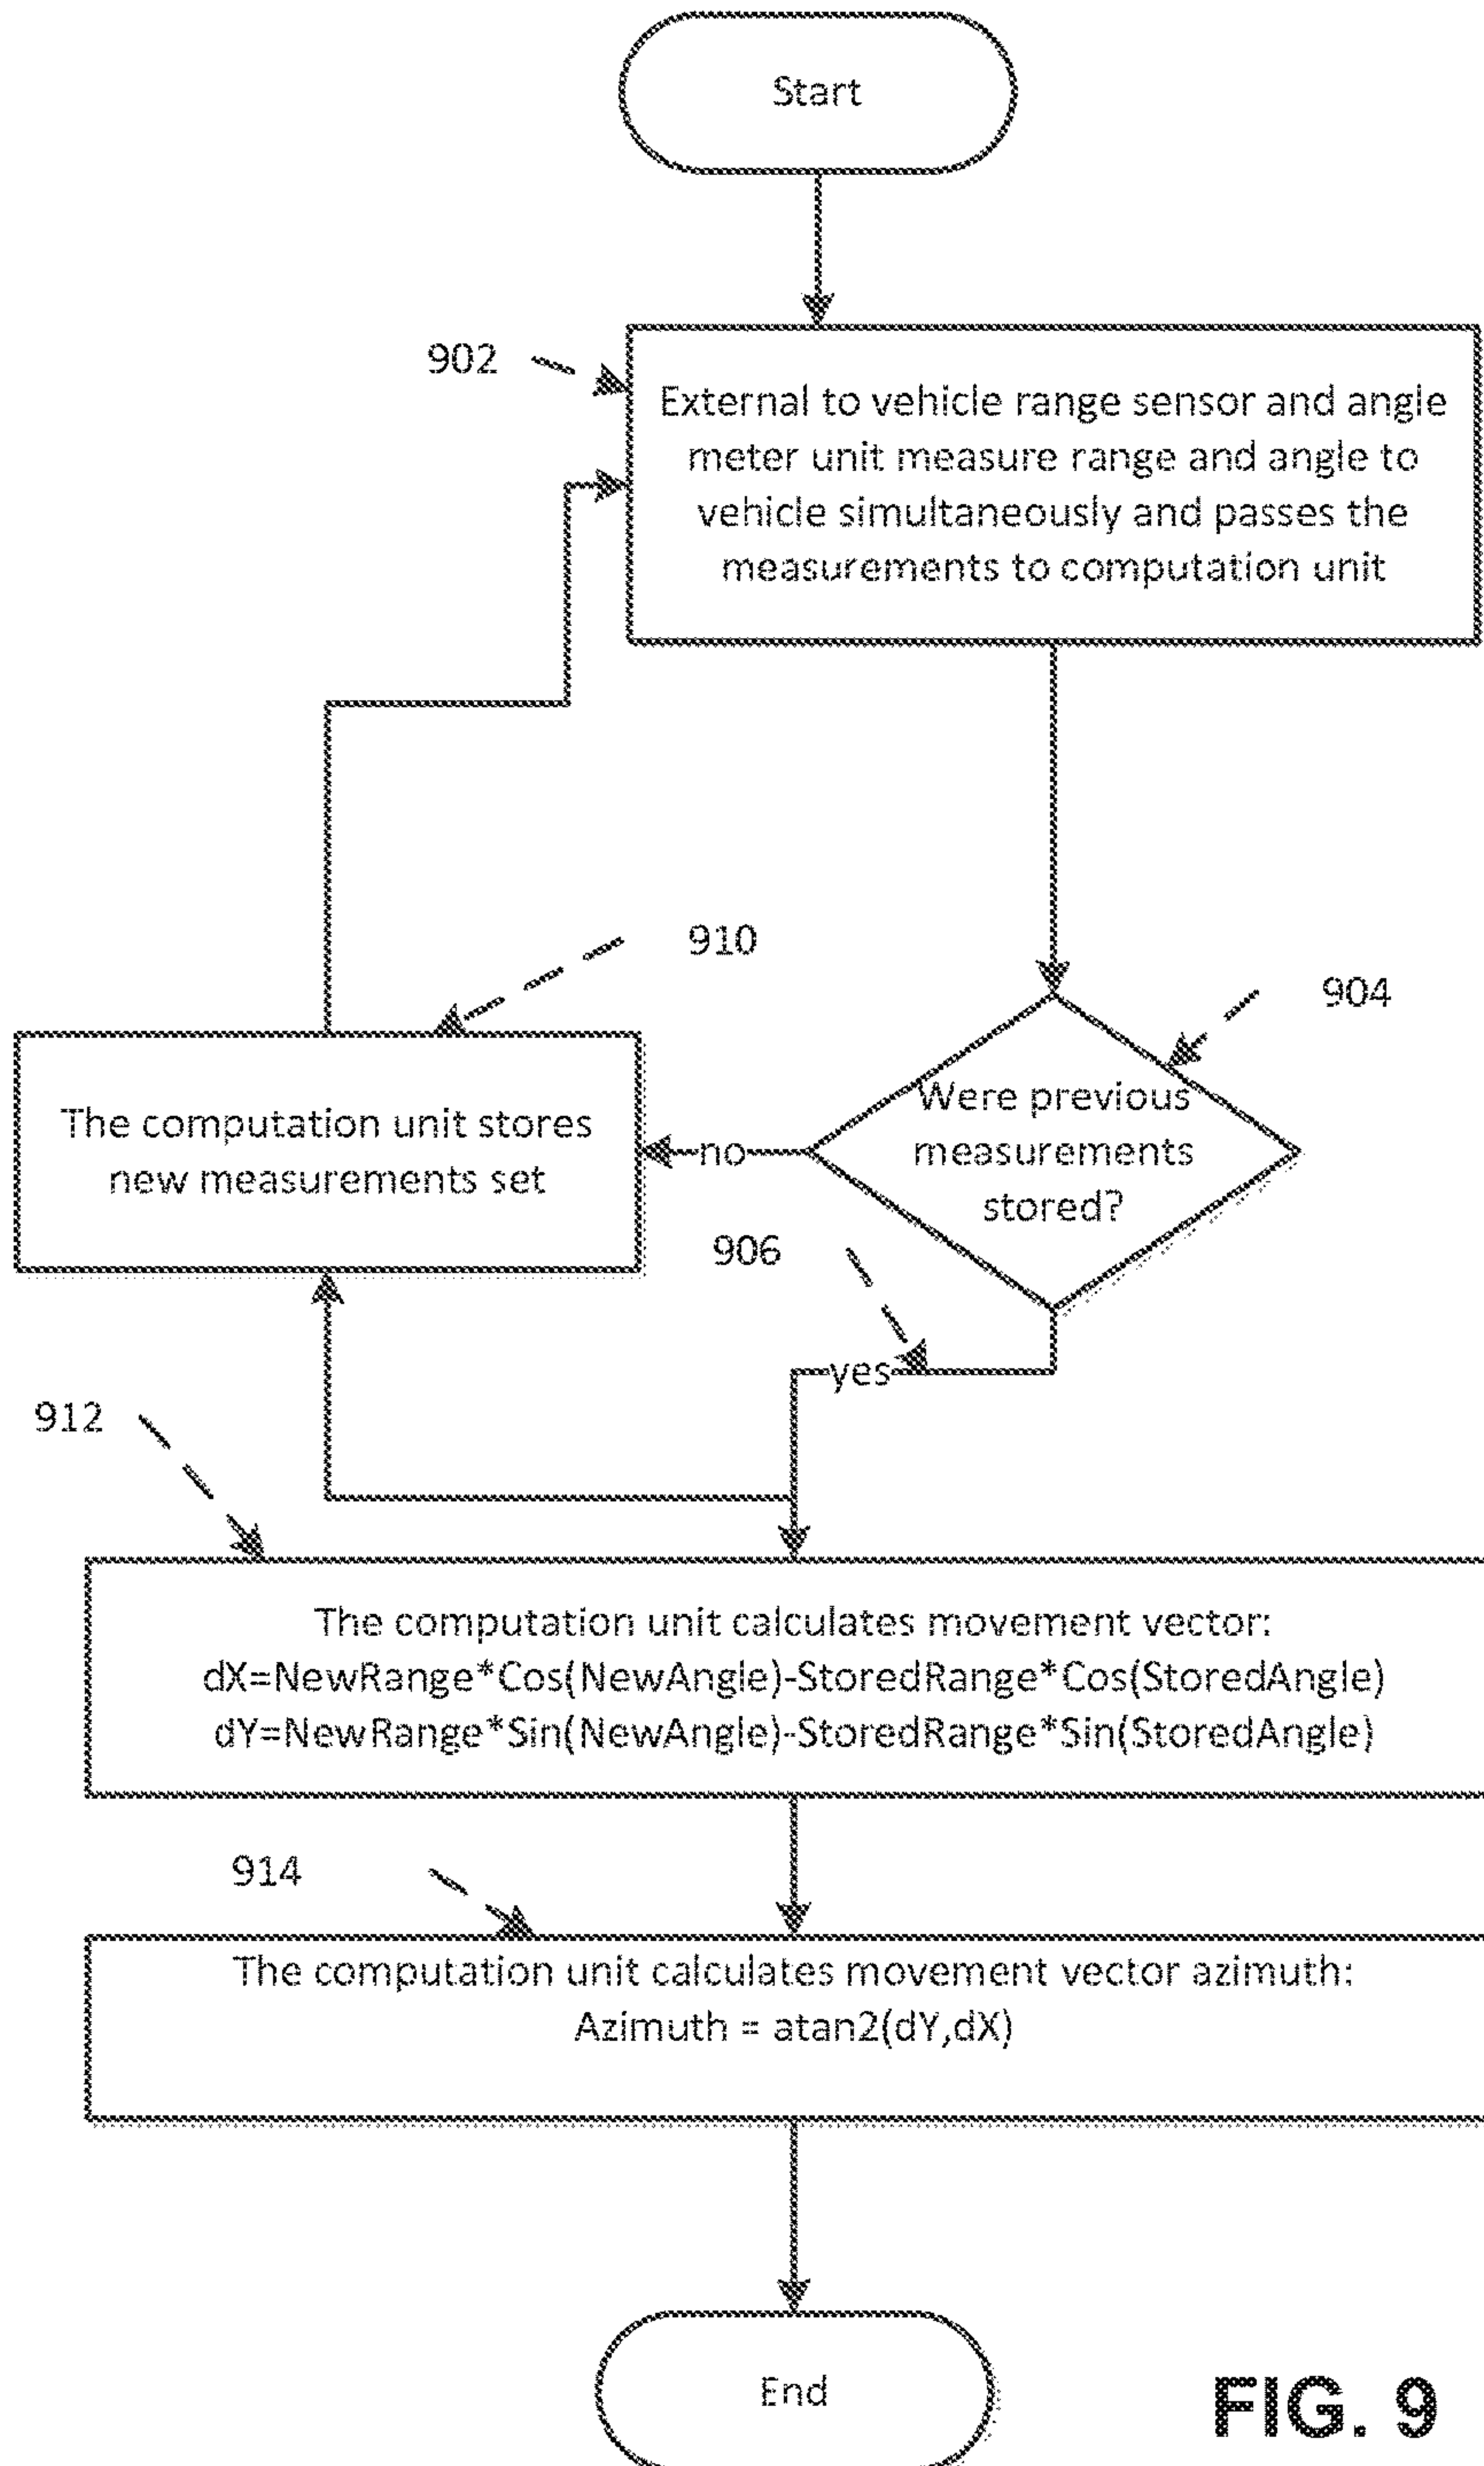 Start
902
External to vehicle range sensor and angle
meter unit measure range and angle to
vehicle simultaneously and passes the
measurements to computation unit
910
904
The computation unit stores
new measurements set
no
Were previous
measurements
stored?
906
yes
912
The computation unit calculates movement vector:
dX=NewRange*Cos(NewAngle)-StoredRange*Cos(StoredAngle)
dY=NewRange*Sin(NewAngle)-StoredRange*Sin(StoredAngle)
914
The computation unit calculates movement vector azimuth:
Azimuth = atan2(dY,dX)
End
FIG. 9